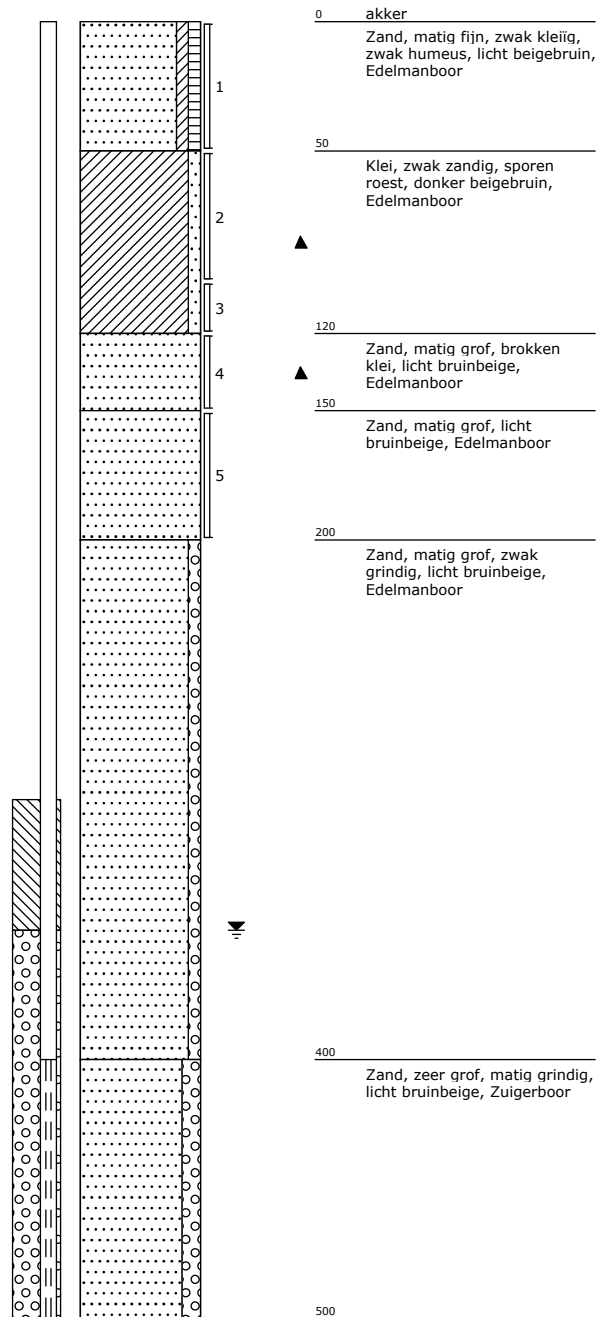 0 akker
Zand, matig fijn, zwak kleiïg,
zwak humeus, licht beigebruin,
Edelmanboor
1
50
Klei, zwak zandig, sporen
roest, donker beigebruin,
Edelmanboor
2
3
120
Zand, matig grof, brokken
klei, licht bruinbeige,
Edelmanboor
4
150
Zand, matig grof, licht
bruinbeige, Edelmanboor
5
200
Zand, matig grof, zwak
grindig, licht bruinbeige,
Edelmanboor
400
Zand, zeer grof, matig grindig,
licht bruinbeige, Zuigerboor
500